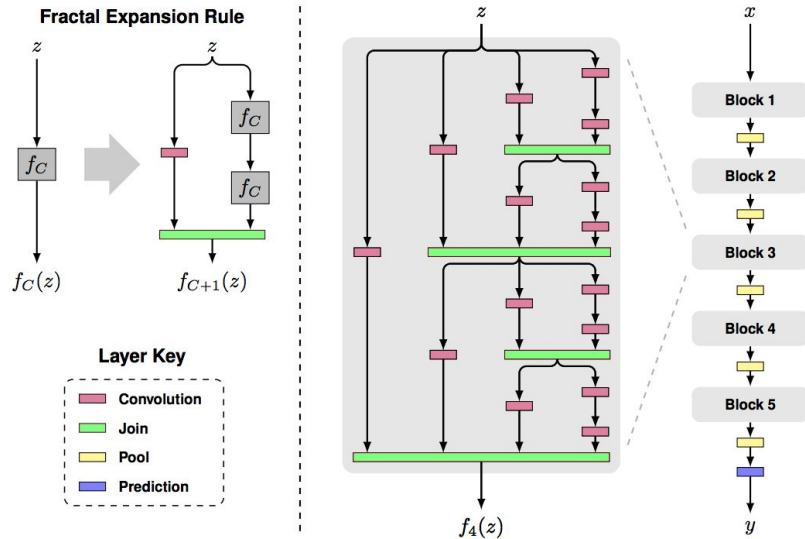 Fractal Expansion Rule
z
z
f_C
f_C
f_C
f_C(z)
f_{C+1}(z)
Layer Key
Convolution
Join
Pool
Prediction
z
f_4(z)
x
Block 1
Block 2
Block 3
Block 4
Block 5
y